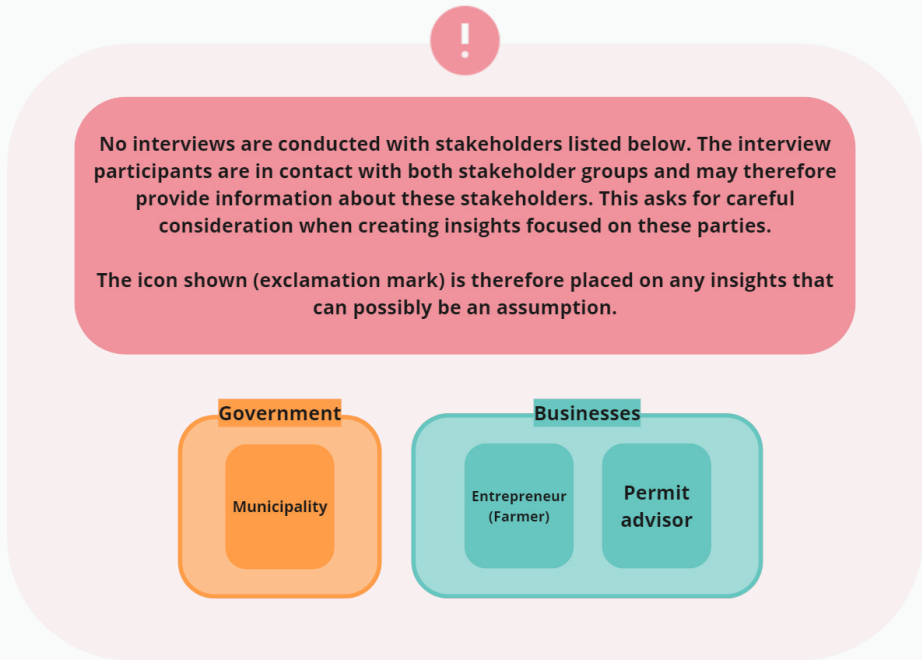 !
No interviews are conducted with stakeholders listed below. The interview
participants are in contact with both stakeholder groups and may therefore
provide information about these stakeholders. This asks for careful
consideration when creating insights focused on these parties.
The icon shown (exclamation mark) is therefore placed on any insights that
can possibly be an assumption.
Government
Municipality
Businesses
Entrepreneur
(Farmer)
Permit
advisor